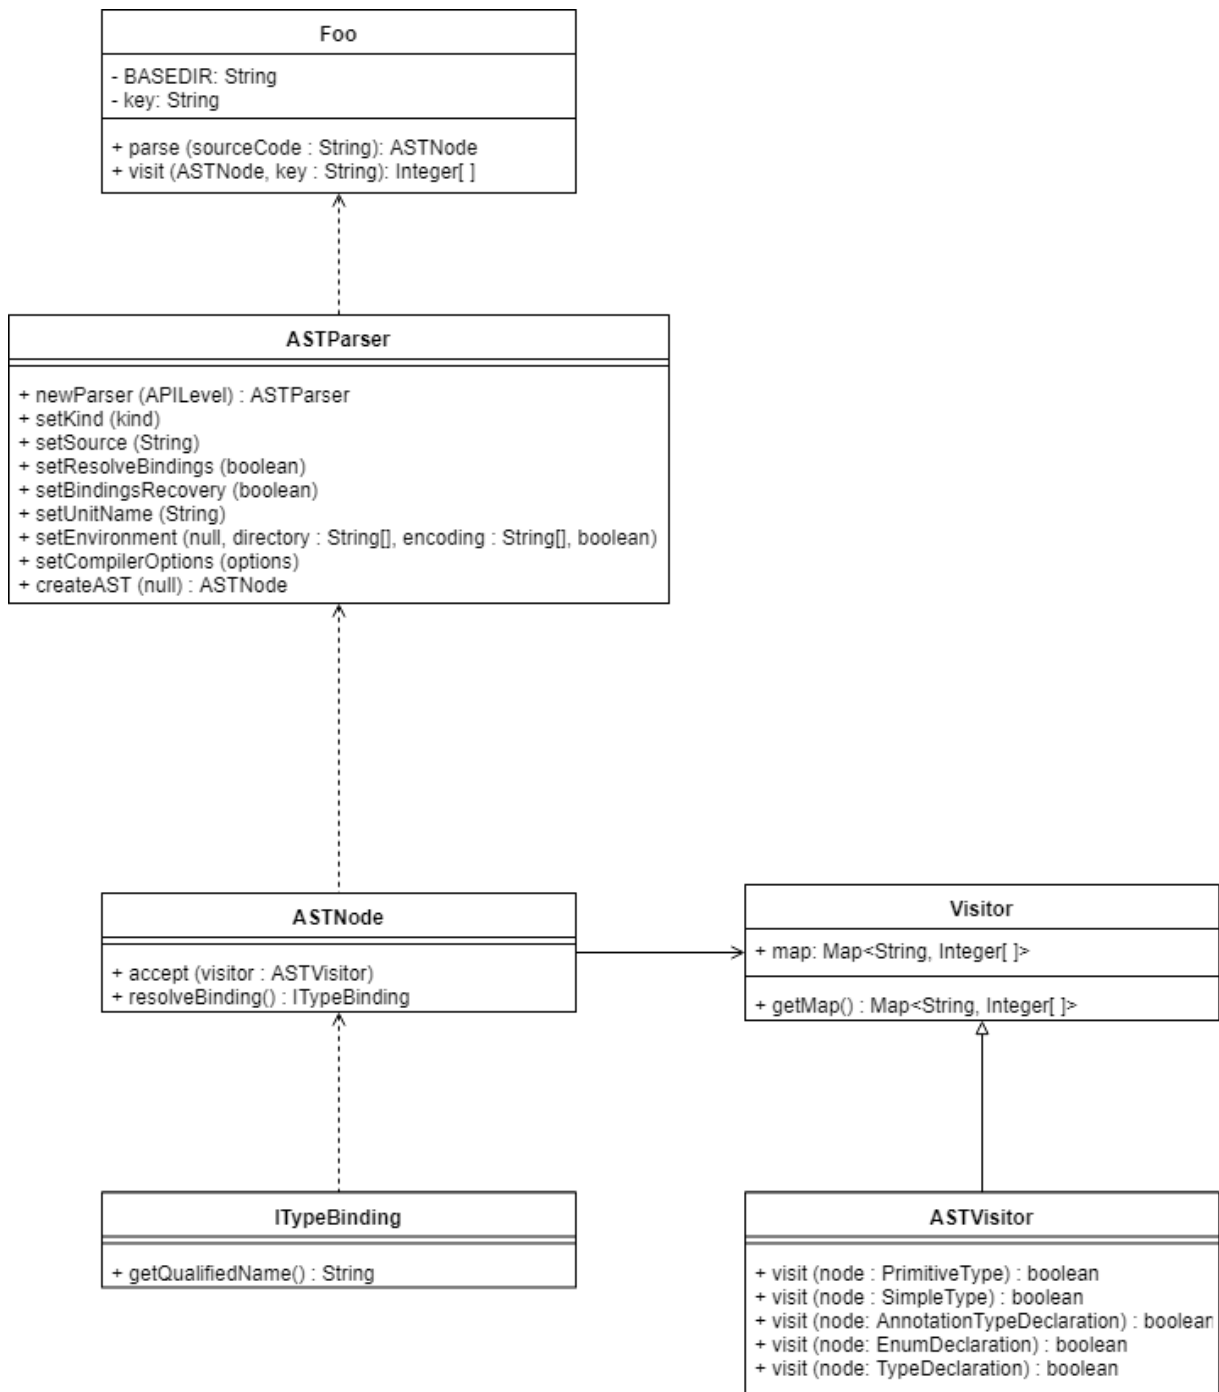 Foo
- BASEDIR: String
- key: String
+ parse (sourceCode : String): ASTNode
+ visit (ASTNode, key : String): Integer[ ]
ASTParser
+ newParser (APILevel) : ASTParser
+ setKind (kind)
+ setSource (String)
+ setResolveBindings (boolean)
+ setBindingsRecovery (boolean)
+ setUnitName (String)
+ setEnvironment (null, directory : String[], encoding : String[], boolean)
+ setCompilerOptions (options)
+ createAST (null) : ASTNode
ASTNode
+ accept (visitor : ASTVisitor)
+ resolveBinding() : ITypeBinding
Visitor
+ map: Map<String, Integer[ ]>
+ getMap() : Map<String, Integer[ ]>
ITypeBinding
+ getQualifiedName() : String
ASTVisitor
+ visit (node : PrimitiveType) : boolean
+ visit (node : SimpleType) : boolean
+ visit (node: AnnotationTypeDeclaration) : boolean
+ visit (node: EnumDeclaration) : boolean
+ visit (node: TypeDeclaration) : boolean